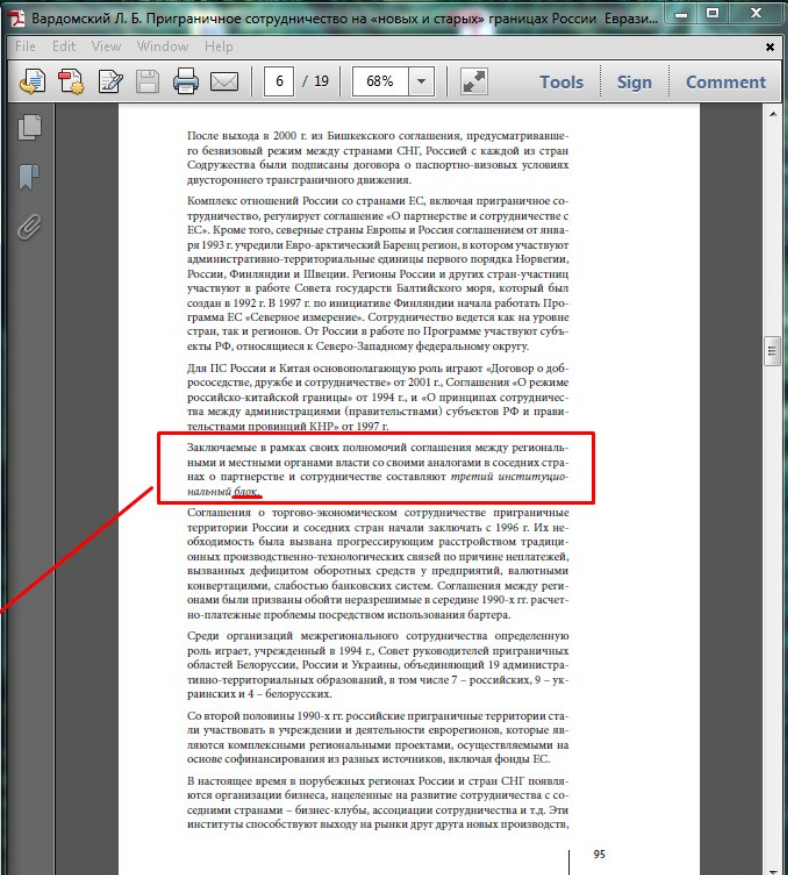 Вардомский Л. Б. Приграничное сотрудничество на «новых и старых» границах России Еврази...
File Edit View Window Help
6 / 19 68% Tools Sign Comment
После выхода в 2000 г. из Бишкекского соглашения, предусматривавше-
го безвизовый режим между странами СНГ, Россией с каждой из стран
Содружества были подписаны договора о паспортно-визовых условиях
двустороннего трансграничного движения.
Комплекс отношений России со странами ЕС, включая приграничное со-
трудничество, регулирует соглашение «О партнерстве и сотрудничестве с
ЕС». Кроме того, северные страны Европы и Россия соглашением от янва-
ря 1993 г. учредили Евро-арктический Баренц регион, в котором участвуют
административно-территориальные единицы первого порядка Норвегии,
России, Финляндии и Швеции. Регионы России и других стран-участниц
участвуют в работе Совета государств Балтийского моря, который был
создан в 1992 г. В 1997 г. по инициативе Финляндии начала работать Про-
грамма ЕС «Северное измерение». Сотрудничество ведется как на уровне
стран, так и регионов. От России в работе по Программе участвуют субъ-
екты РФ, относящиеся к Северо-Западному федеральному округу.
Для ПС России и Китая основополагающую роль играют «Договор о доб-
рососедстве, дружбе и сотрудничестве» от 2001 г., Соглашения «О режиме
российско-китайской границы» от 1994 г., и «О принципах сотрудничес-
тва между администрациями (правительствами) субъектов РФ и прави-
тельствами провинций КНР» от 1997 г.
Заключаемые в рамках своих полномочий соглашения между региональ-
ными и местными органами власти со своими аналогами в соседних стра-
нах о партнерстве и сотрудничестве составляют третий институцио-
нальный блок.
Соглашения о торгово-экономическом сотрудничестве приграничные
территории России и соседних стран начали заключать с 1996 г. Их не-
обходимость была вызвана прогрессирующим расстройством традици-
онных производственно-технологических связей по причине неплатежей,
вызванных дефицитом оборотных средств у предприятий, валютными
конвертациями, слабостью банковских систем. Соглашения между реги-
онами были призваны обойти неразрешимые в середине 1990-х гг. расчет-
но-платежные проблемы посредством использования бартера.
Среди организаций межрегионального сотрудничества определенную
роль играет, учрежденный в 1994 г., Совет руководителей приграничных
областей Белоруссии, России и Украины, объединяющий 19 администра-
тивно-территориальных образований, в том числе 7 – российских, 9 – ук-
раинских и 4 – белорусских.
Со второй половины 1990-х гг. российские приграничные территории ста-
ли участвовать в учреждении и деятельности еврорегионов, которые яв-
ляются комплексными региональными проектами, осуществляемыми на
основе софинансирования из разных источников, включая фонды ЕС.
В настоящее время в порубежных регионах России и стран СНГ появля-
ются организации бизнеса, нацеленные на развитие сотрудничества с со-
седними странами – бизнес-клубы, ассоциации сотрудничества и т.д. Эти
институты способствуют выходу на рынки друг друга новых производств,
95